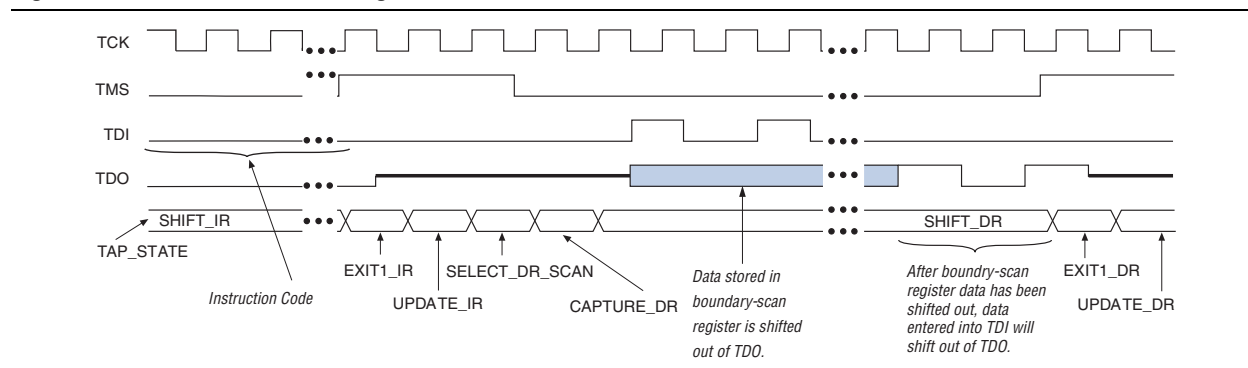 TCK
TMS
TDI
TDO
SHIFT_IR
SHIFT_DR
TAP_STATE
EXIT1_IR
SELECT_DR_SCAN
EXIT1_DR
Instruction Code
UPDATE_IR
CAPTURE_DR
UPDATE_DR
Data stored in
boundary-scan
register is shifted
out of TDO.
After boundry-scan
register data has been
shifted out, data
entered into TDI will
shift out of TDO.